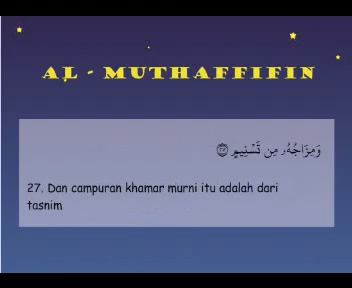 AL - MUTHAFFIFIN
وَمِزَاجُهُۥ مِن تَسْنِيمٍ ۝٢٧
27. Dan campuran khamar murni itu adalah dari
tasnim